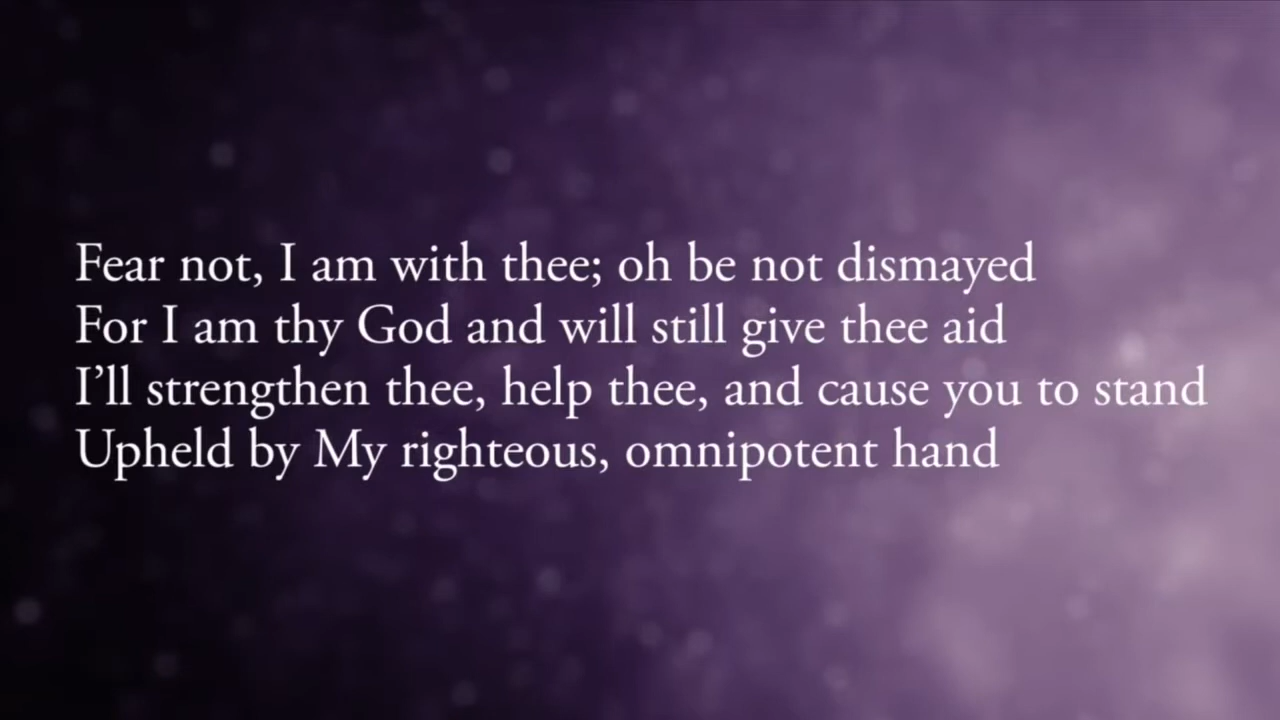 Fear not, I am with thee; oh be not dismayed
For I am thy God and will still give thee aid
I’ll strengthen thee, help thee, and cause you to stand
Upheld by My righteous, omnipotent hand